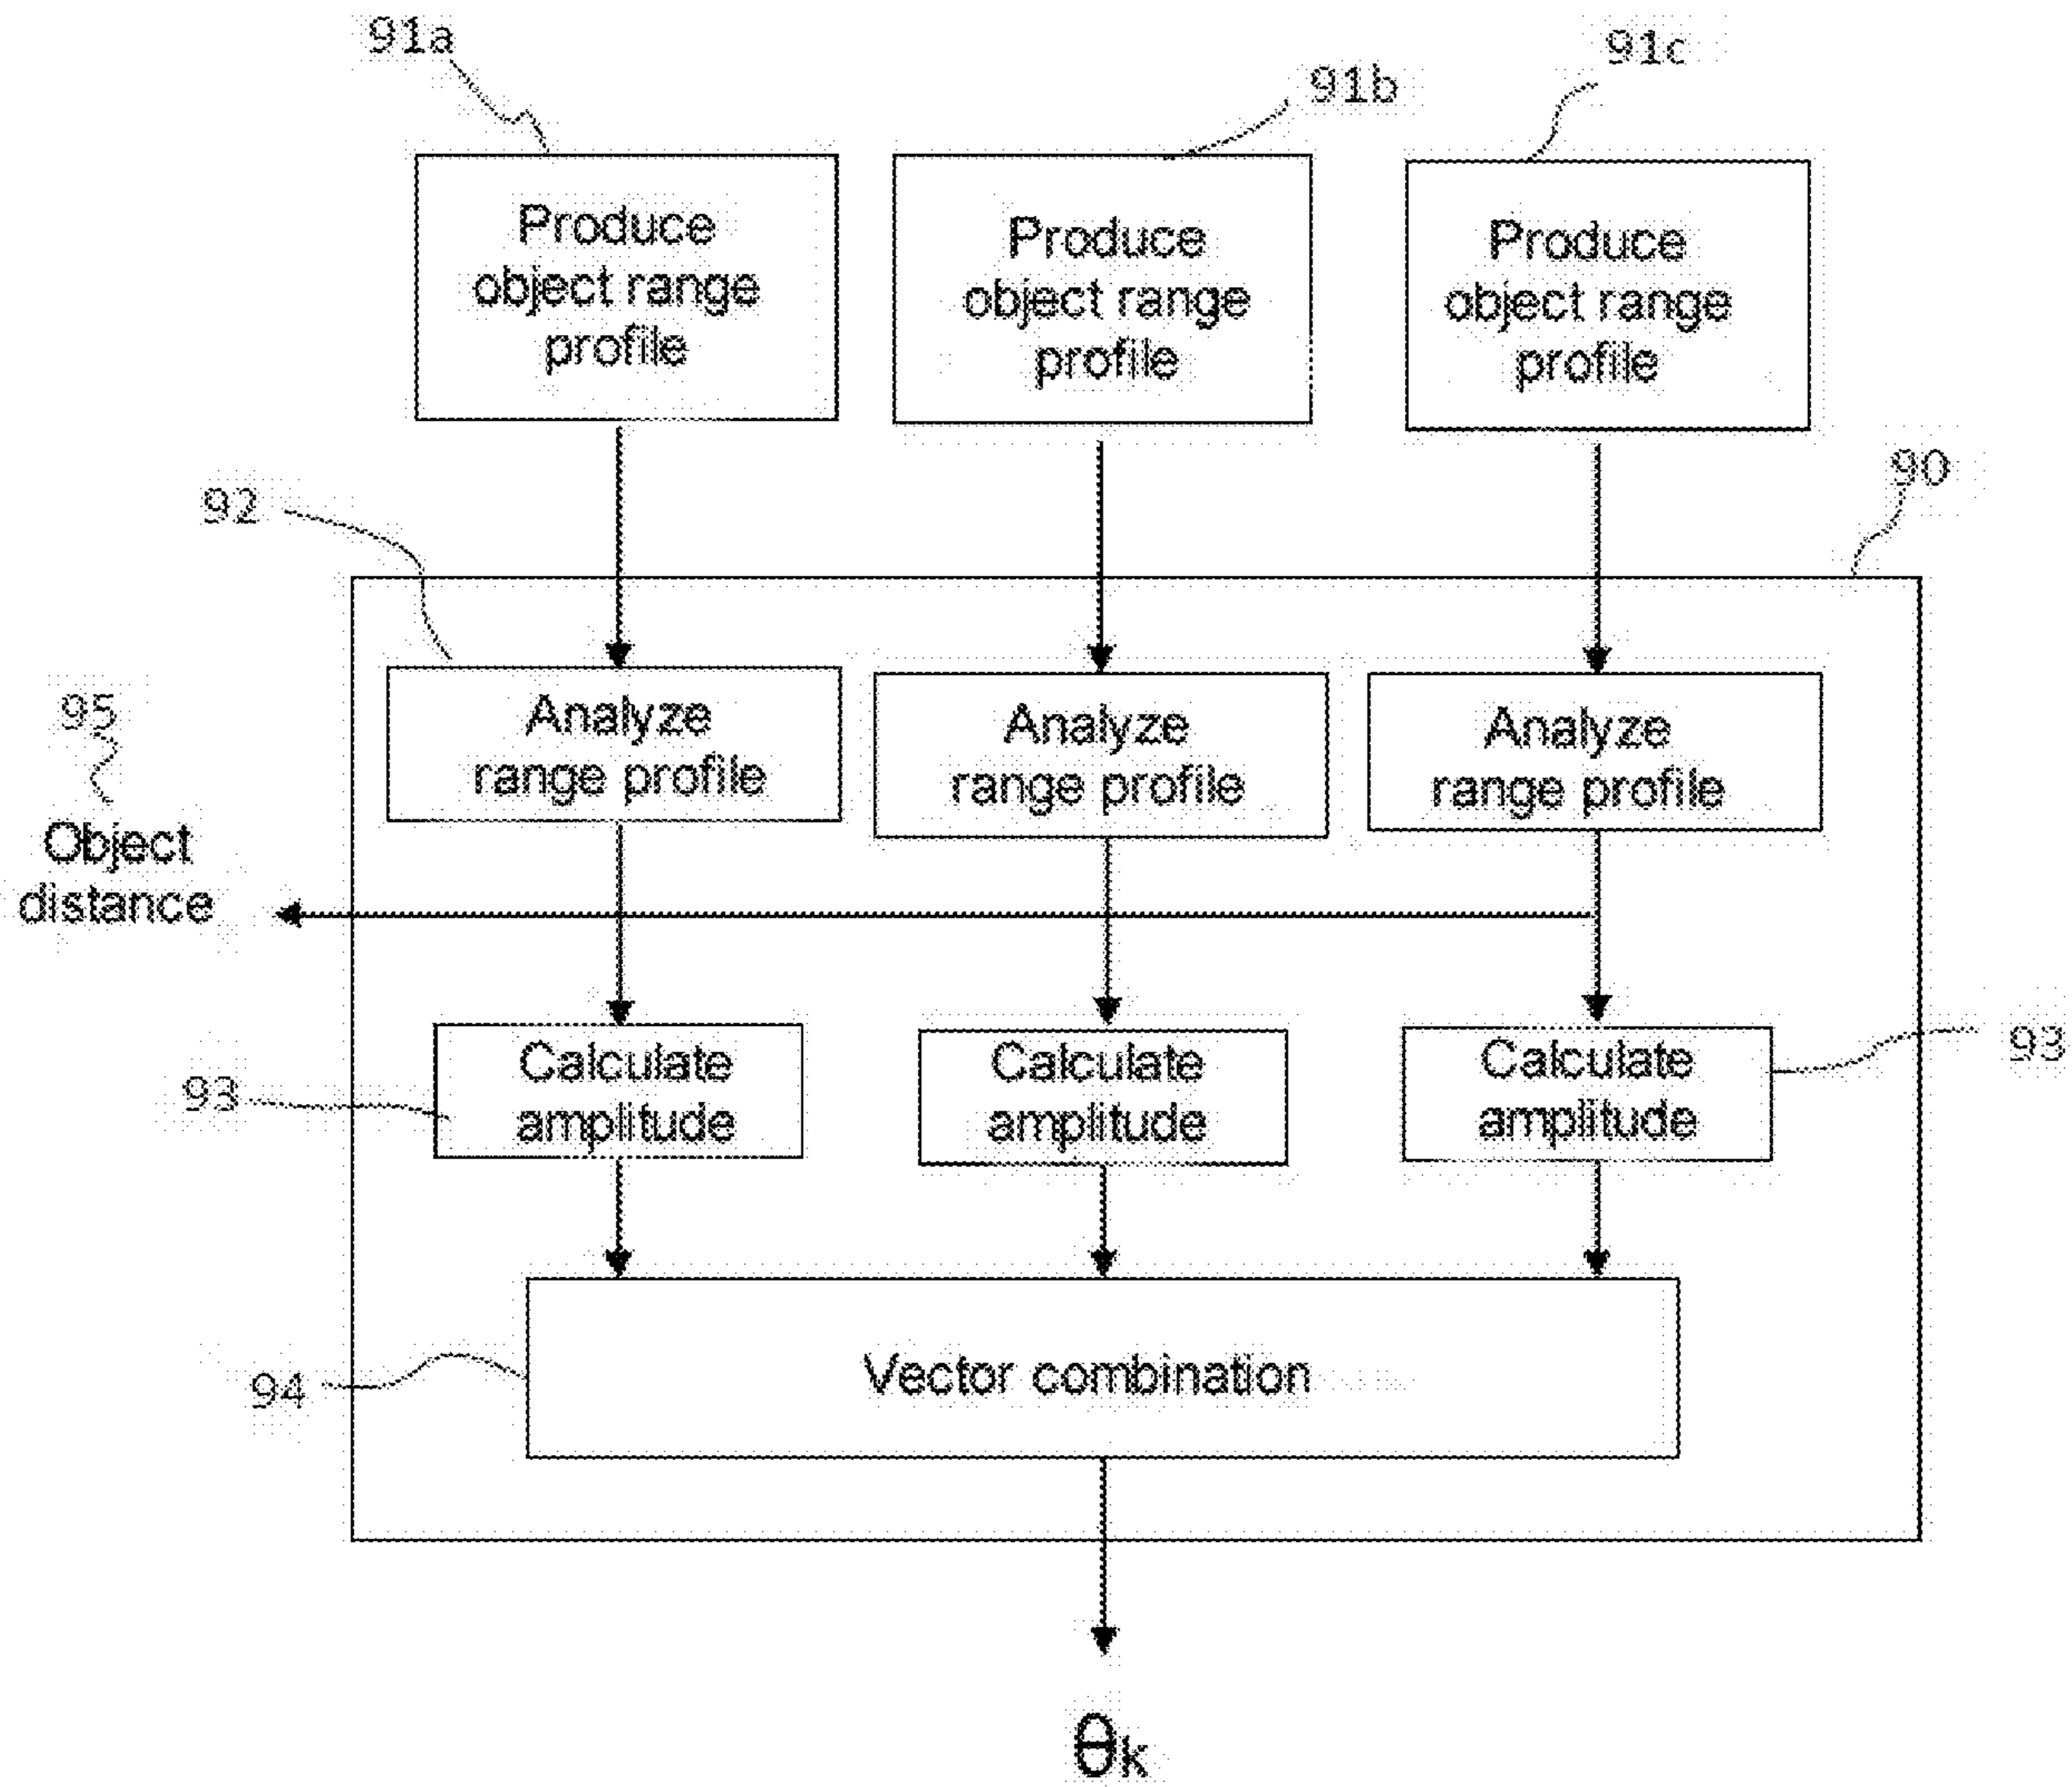 91a
91b
91c
Produce
object range
profile
Produce
object range
profile
Produce
object range
profile
90
92
Analyze
range profile
Analyze
range profile
Analyze
range profile
95
Object
distance
Calculate
amplitude
Calculate
amplitude
Calculate
amplitude
93
93
Vector combination
94
θk